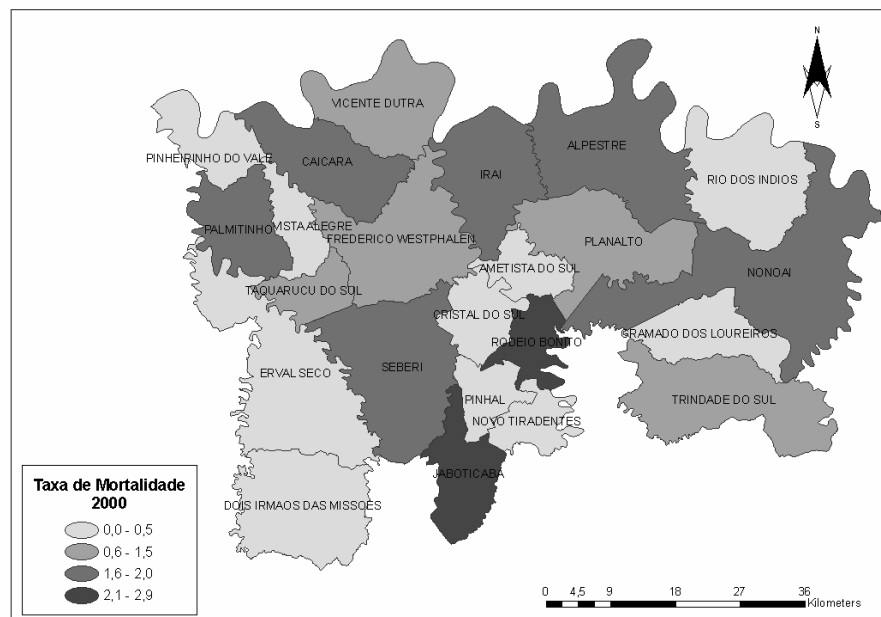 N
S
VICENTE DUTRA
PINHEIRINHO DO VALE
CAICARA
ALPESTRE
IRAI
RIO DOS INDIOS
PALMITINHO
VISTA ALEGRE
FREDERICO WESTPHALEN
PLANALTO
AMETISTA DO SUL
NONOAI
TAQUARUCU DO SUL
CRISTAL DO SUL
RODEIO BONITO
GRAMADO DOS LOUREIROS
ERVAL SECO
SEBERI
PINHAL
TRINDADE DO SUL
NOVO TIRADENTES
JABOTICABA
DOIS IRMAOS DAS MISSOES
Taxa de Mortalidade
2000
0,0 - 0,5
0,6 - 1,5
1,6 - 2,0
2,1 - 2,9
0 4,5 9 18 27 36
Kilometers